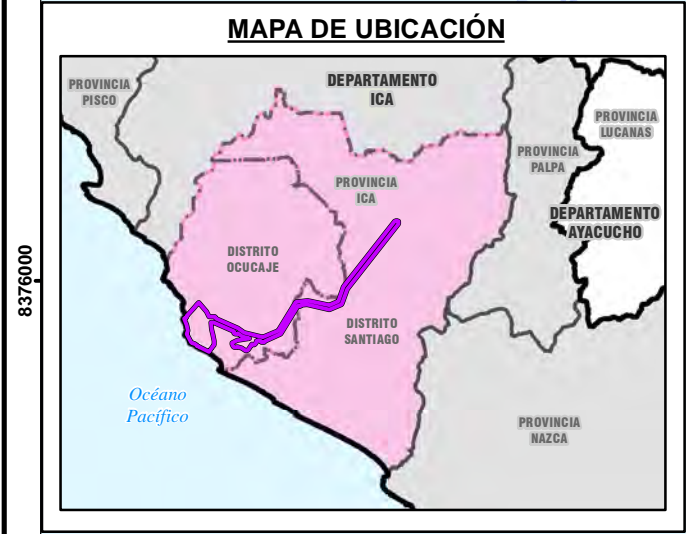 MAPA DE UBICACIÓN
PROVINCIA
PISCO
DEPARTAMENTO
ICA
PROVINCIA
LUCANAS
PROVINCIA
PALPA
PROVINCIA
ICA
DEPARTAMENTO
AYACUCHO
DISTRITO
OCUCAJE
8376000
DISTRITO
SANTIAGO
Océano
Pacífico
PROVINCIA
NAZCA